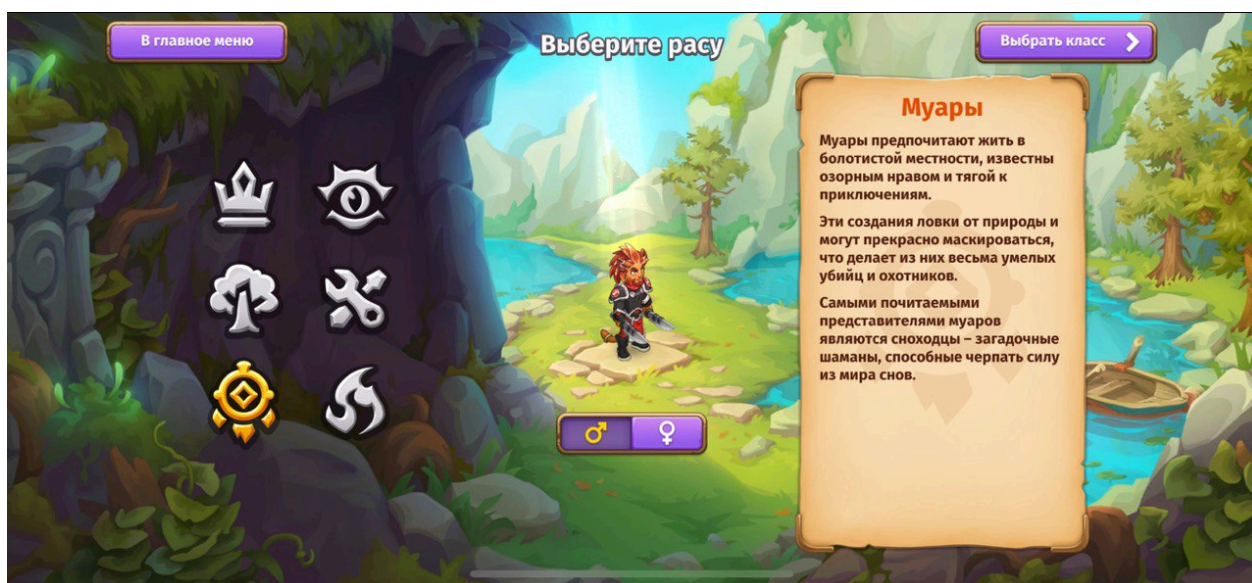 В главное меню
Выберите расу
Выбрать класс
Муары
Муары предпочитают жить в
болотистой местности, известны
озорным нравом и тягой к
приключениям.
Эти создания ловки от природы и
могут прекрасно маскироваться,
что делает из них весьма умелых
убийц и охотников.
Самыми почитаемыми
представителями муаров
являются сноходцы – загадочные
шаманы, способные черпать силу
из мира снов.